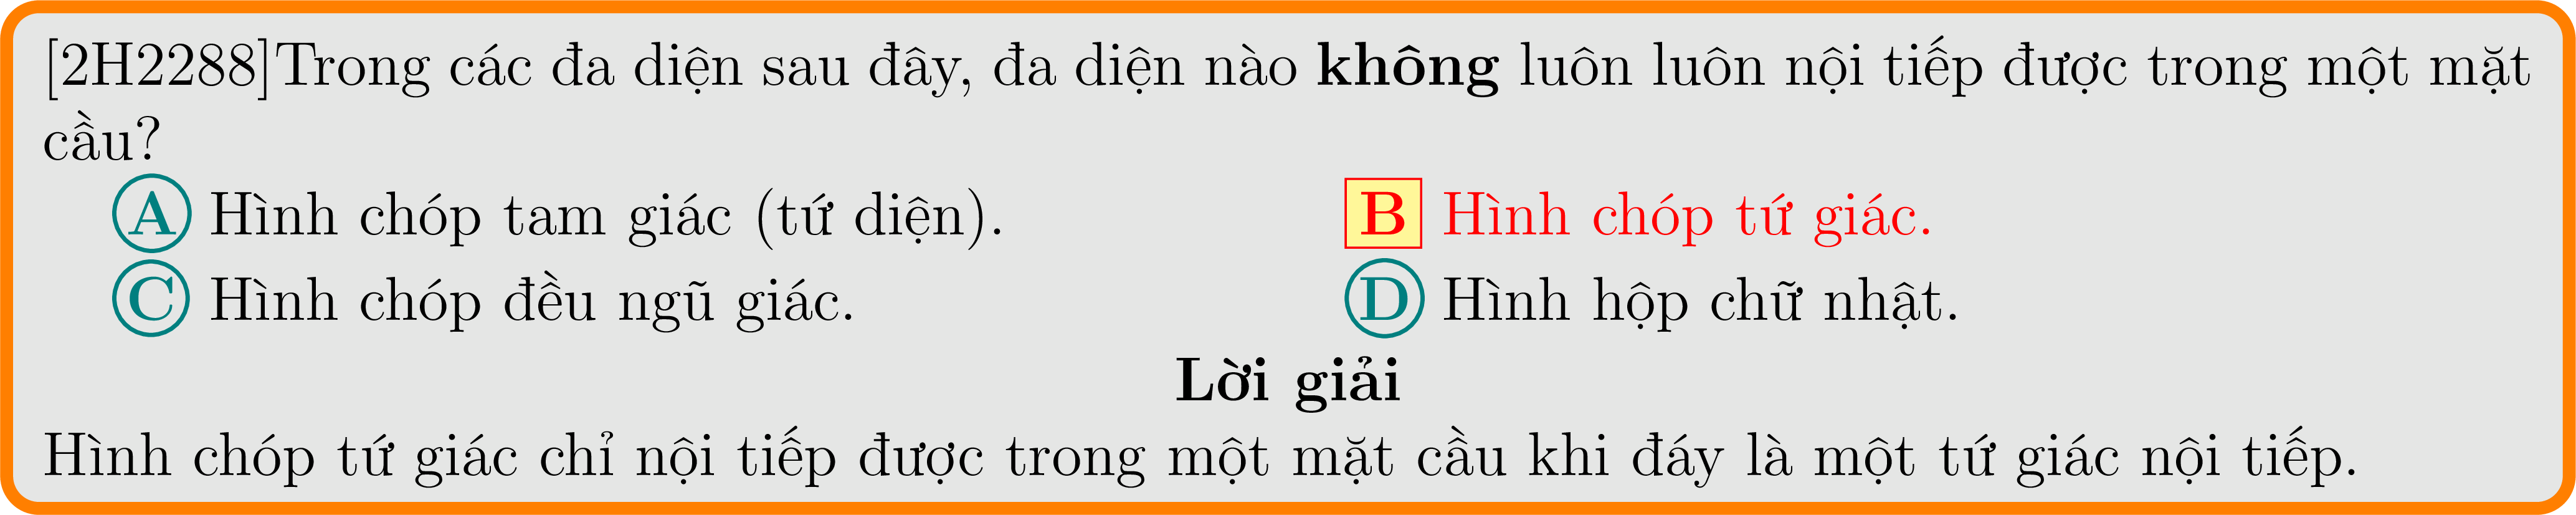 [2H2288]Trong các đa diện sau đây, đa diện nào không luôn luôn nội tiếp được trong một mặt
cầu?
A Hình chóp tam giác (tứ diện). B Hình chóp tứ giác.
C Hình chóp đều ngũ giác. D Hình hộp chữ nhật.
Lời giải
Hình chóp tứ giác chỉ nội tiếp được trong một mặt cầu khi đáy là một tứ giác nội tiếp.